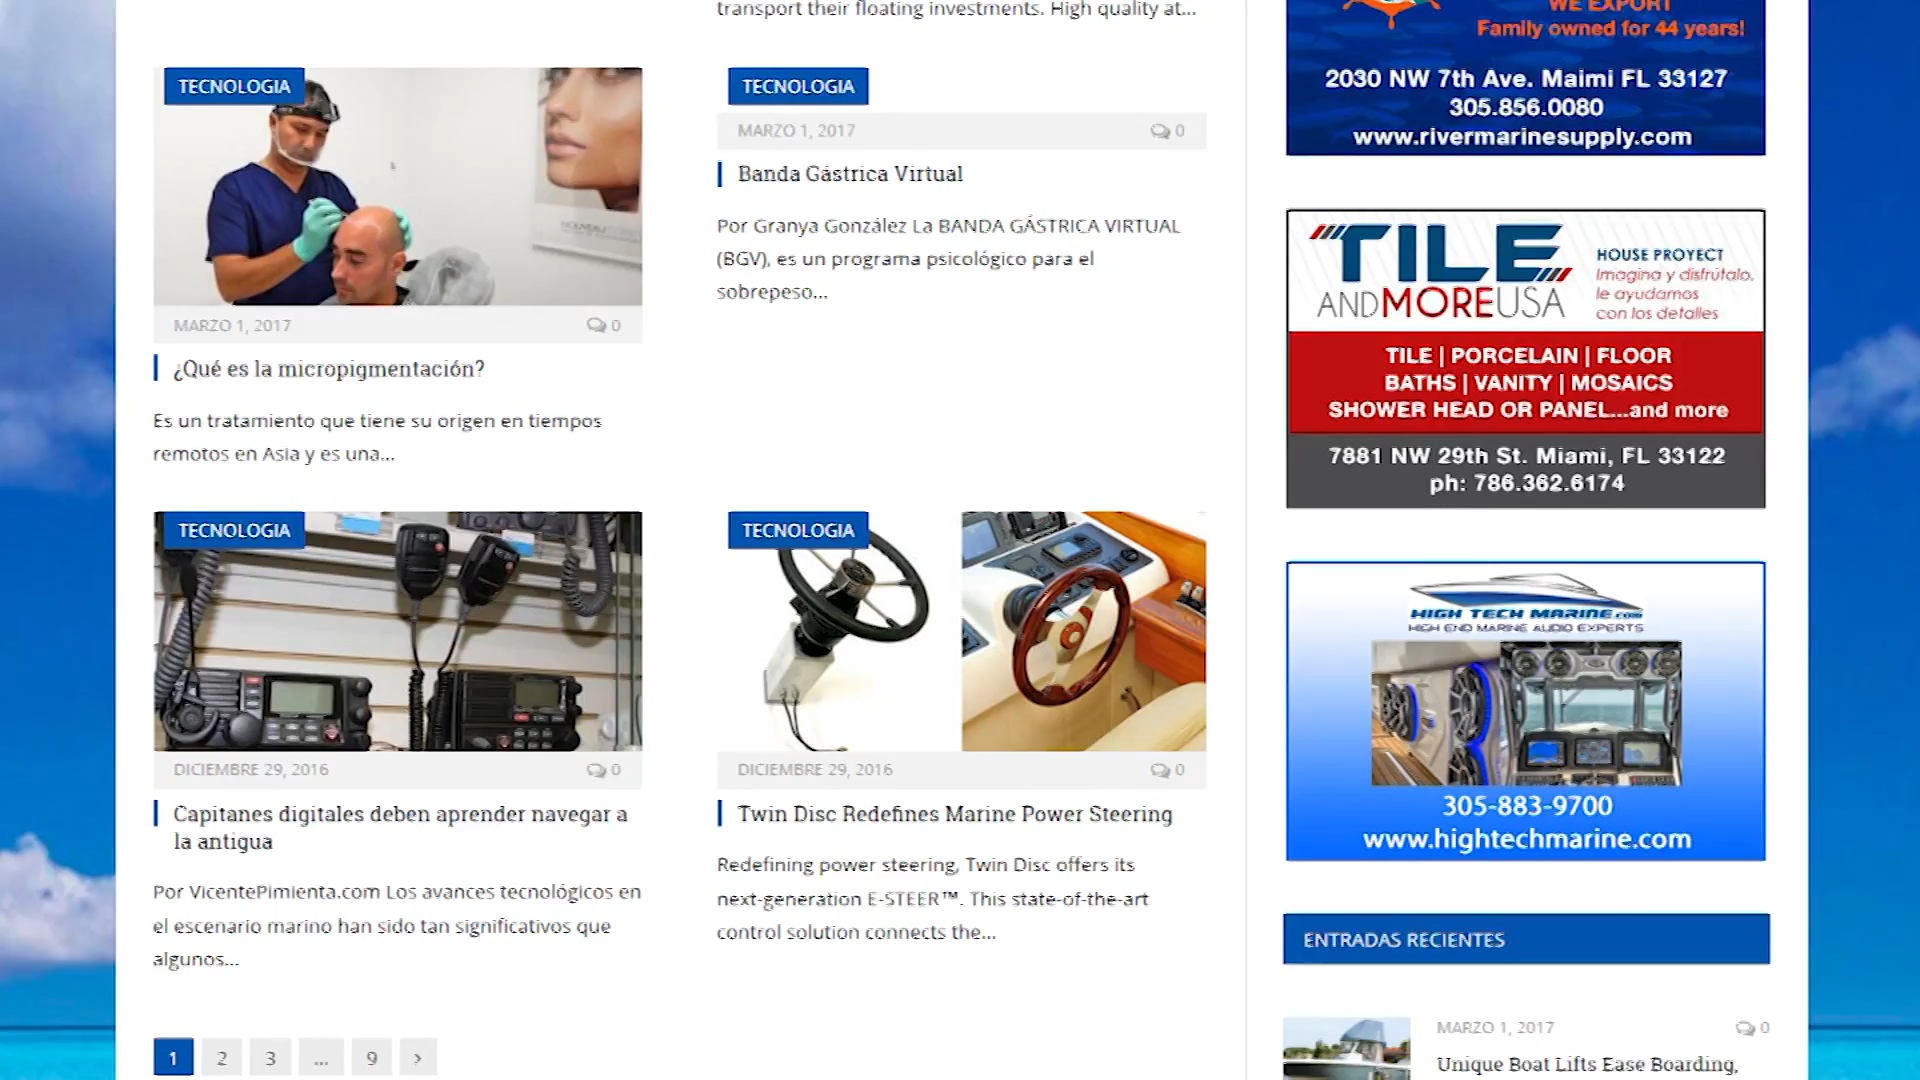 transport their floating investments. High quality at...
TECNOLOGIA
MARZO 1, 2017
0
¿Qué es la micropigmentación?
Es un tratamiento que tiene su origen en tiempos
remotos en Asia y es una...
TECNOLOGIA
MARZO 1, 2017
0
Banda Gástrica Virtual
Por Granya González La BANDA GÁSTRICA VIRTUAL
(BGV), es un programa psicológico para el
sobrepeso...
TECNOLOGIA
DICIEMBRE 29, 2016
0
Capitanes digitales deben aprender navegar a
la antigua
Por VicentePimienta.com Los avances tecnológicos en
el escenario marino han sido tan significativos que
algunos...
TECNOLOGIA
DICIEMBRE 29, 2016
0
Twin Disc Redefines Marine Power Steering
Redefining power steering, Twin Disc offers its
next-generation E-STEER™. This state-of-the-art
control solution connects the...
1 2 3 ... 9 ›
WE EXPORT
Family owned for 44 years!
2030 NW 7th Ave. Maimi FL 33127
305.856.0080
www.rivermarinesupply.com
TILE
ANDMOREUSA
HOUSE PROYECT
Imagina y disfrútalo,
le ayudamos
con los detalles
TILE | PORCELAIN | FLOOR
BATHS | VANITY | MOSAICS
SHOWER HEAD OR PANEL...and more
7881 NW 29th St. Miami, FL 33122
ph: 786.362.6174
HIGH TECH MARINE.COM
HIGH END MARINE AUDIO EXPERTS
305-883-9700
www.hightechmarine.com
ENTRADAS RECIENTES
MARZO 1, 2017
0
Unique Boat Lifts Ease Boarding,